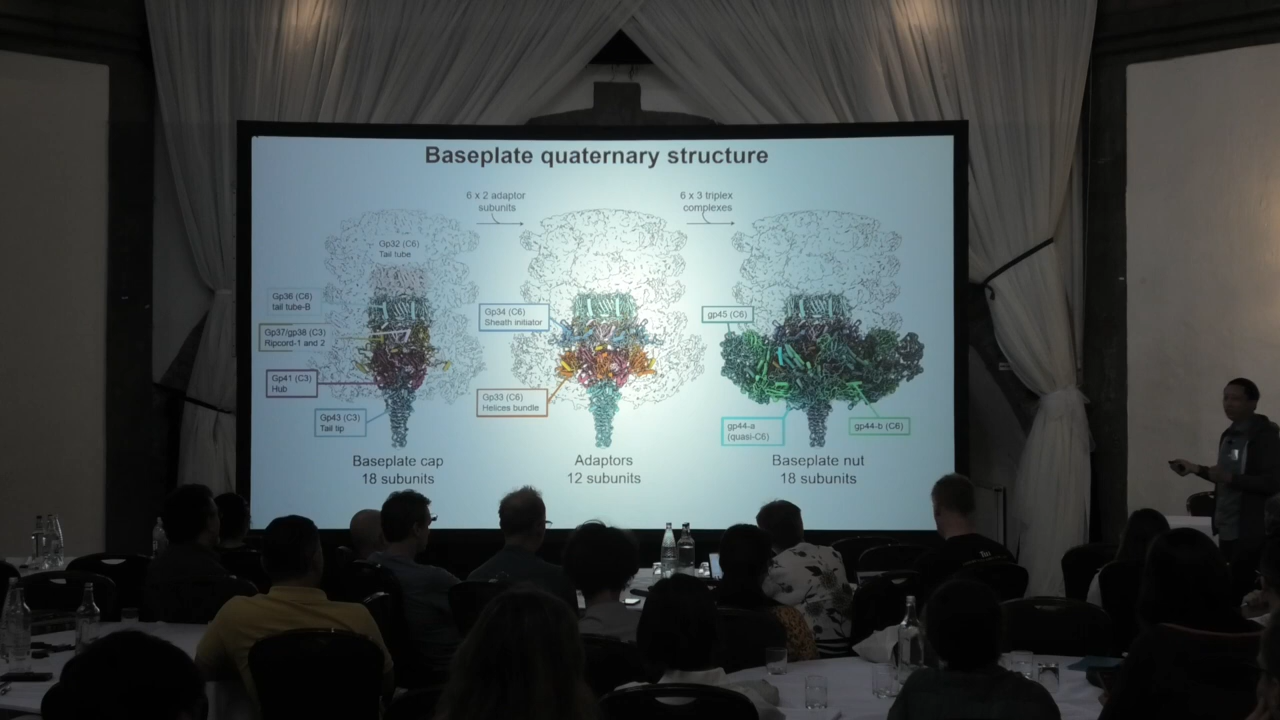 Baseplate quaternary structure
6 x 2 adaptor
subunits
6 x 3 triplex
complexes
Gp32 (C6)
Tail tube
Gp36 (C6)
tail tube-B
Gp37/gp38 (C3)
Ripcord-1 and 2
Gp41 (C3)
Hub
Gp43 (C3)
Tail tip
Gp34 (C6)
Sheath initiator
Gp33 (C6)
Helices bundle
gp45 (C6)
gp44-a
(quasi-C6)
gp44-b (C6)
Baseplate cap
18 subunits
Adaptors
12 subunits
Baseplate nut
18 subunits